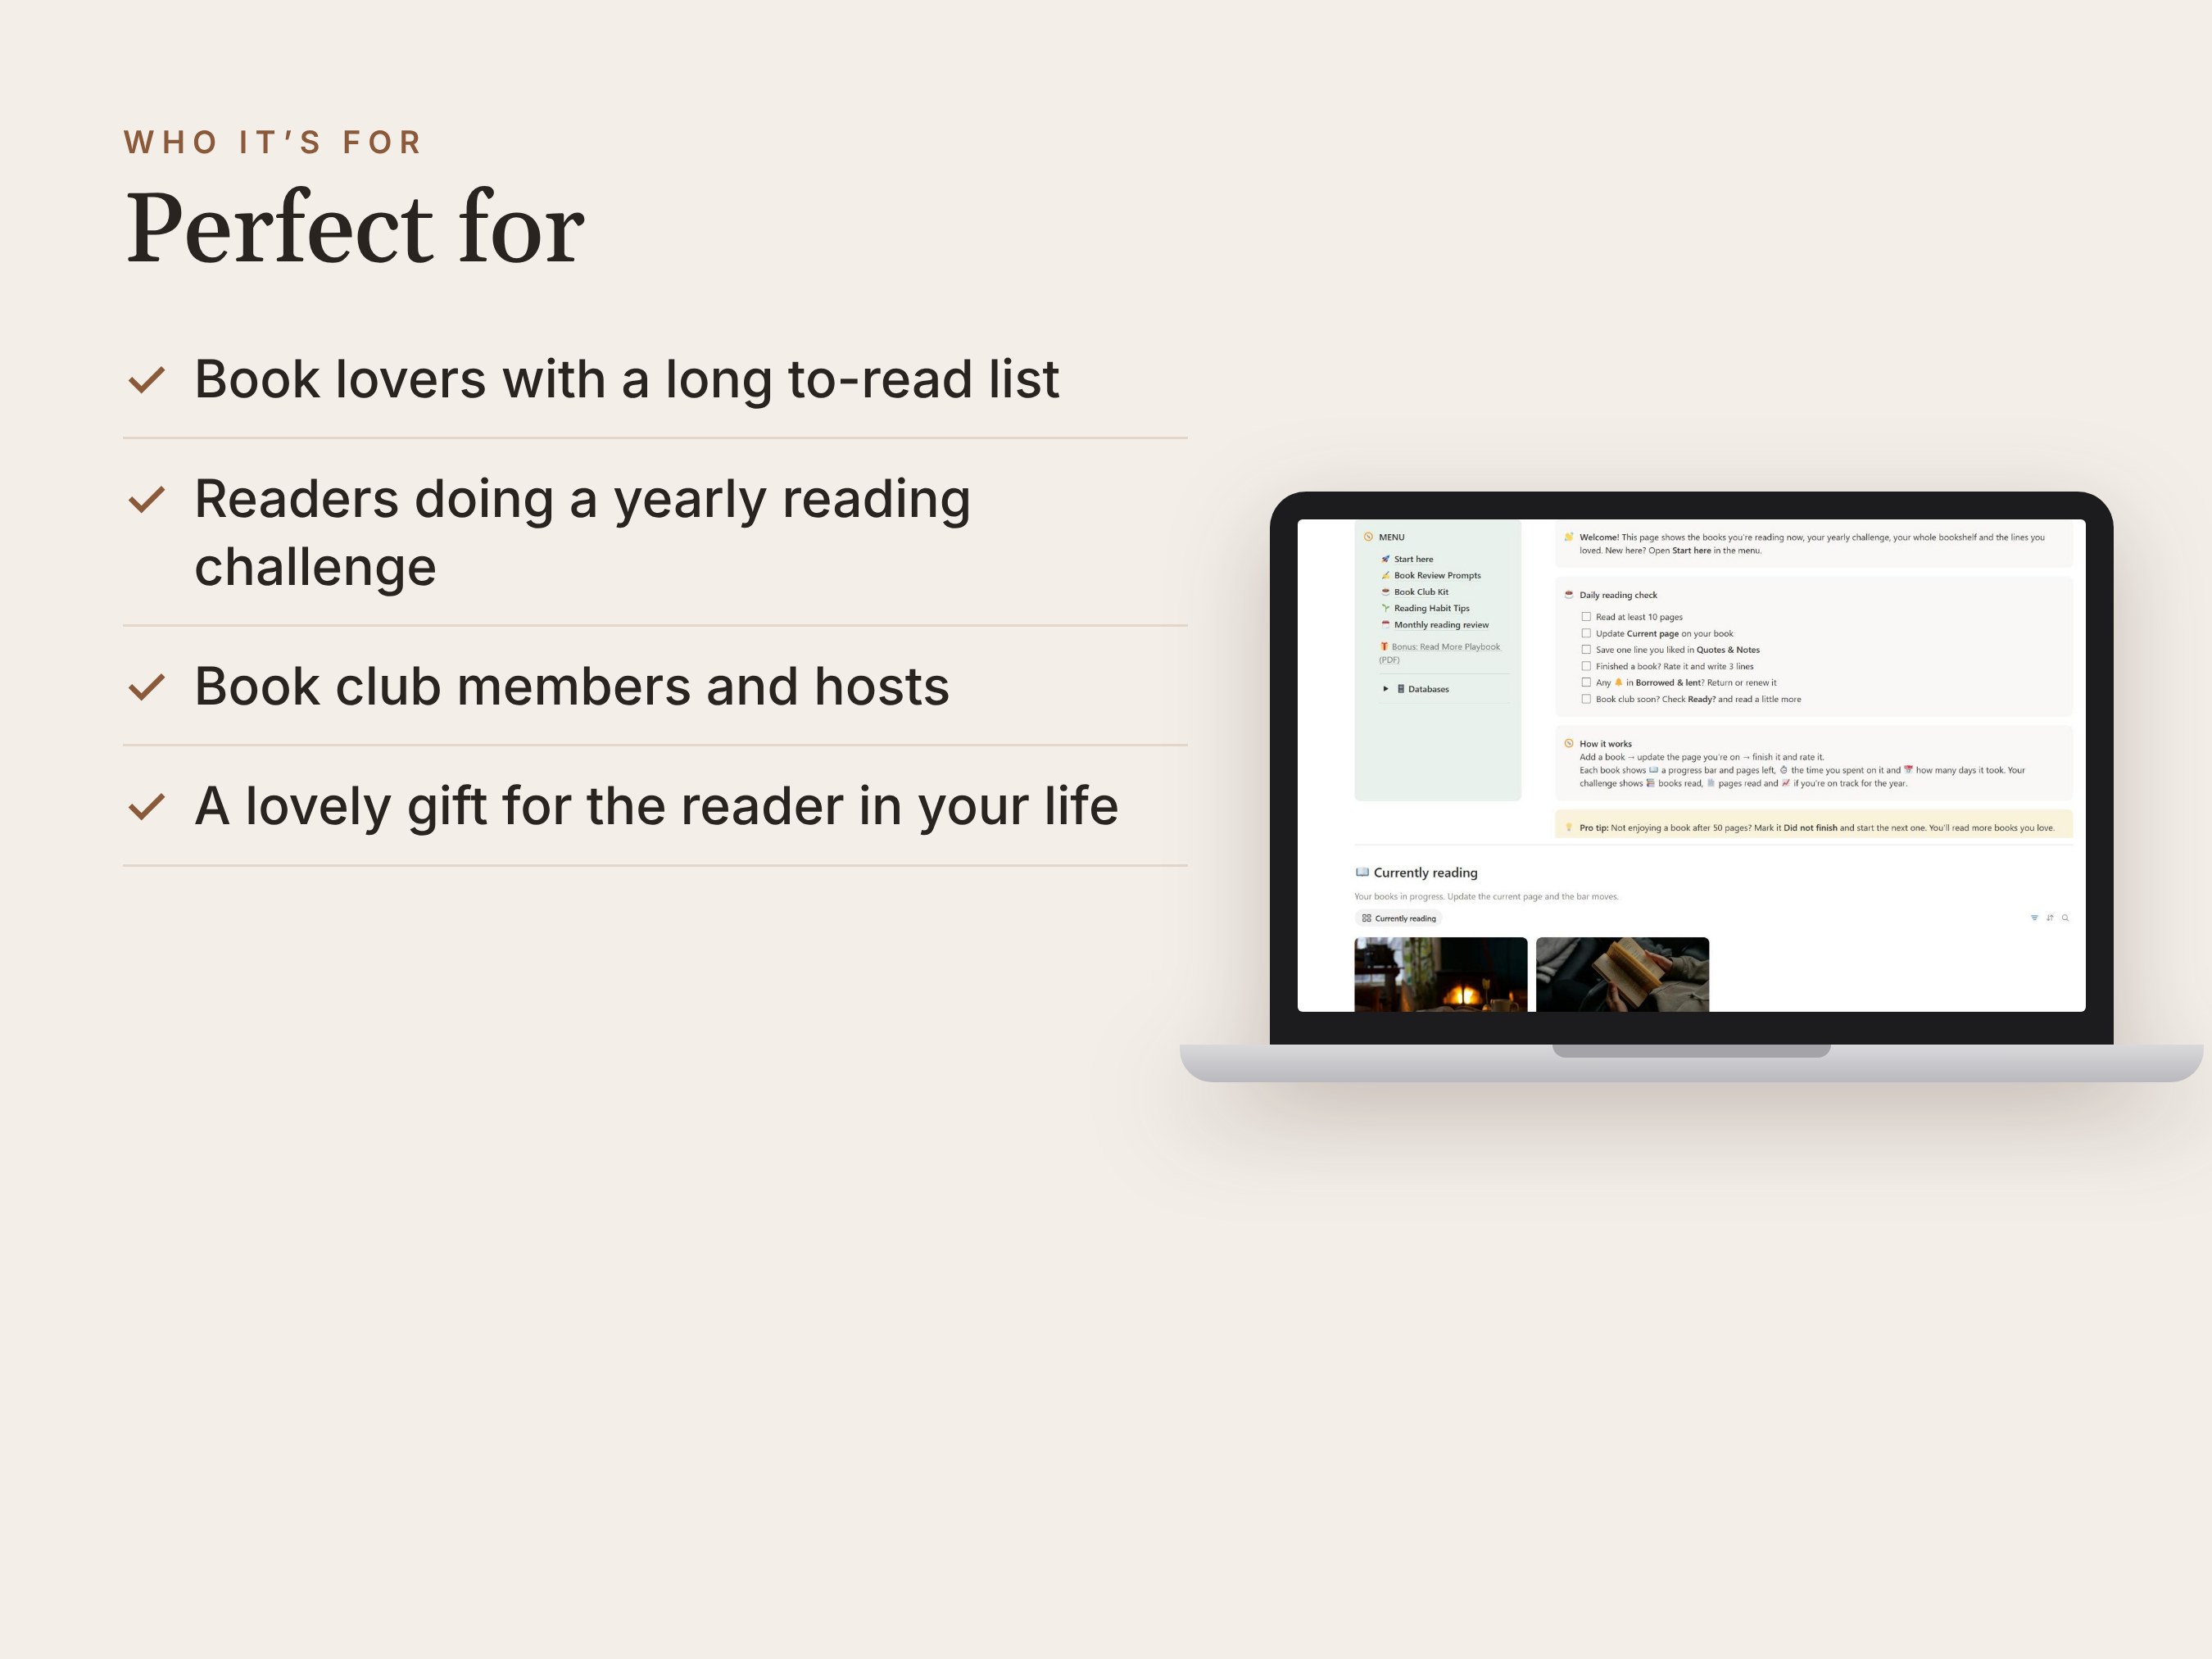 WHO IT’S FOR
Perfect for
Book lovers with a long to-read list
Readers doing a yearly reading
challenge
Book club members and hosts
A lovely gift for the reader in your life
MENU
Start here
Book Review Prompts
Book Club Kit
Reading Habit Tips
Monthly reading review
Bonus: Read More Playbook
(PDF)
Databases
Welcome! This page shows the books you're reading now, your yearly challenge, your whole bookshelf and the lines you
loved. New here? Open Start here in the menu.
Daily reading check
Read at least 10 pages
Update Current page on your book
Save one line you liked in Quotes & Notes
Finished a book? Rate it and write 3 lines
Any 🔔 in Borrowed & lent? Return or renew it
Book club soon? Check Ready? and read a little more
How it works
Add a book → update the page you're on → finish it and rate it.
Each book shows 📖 a progress bar and pages left, ⏱ the time you spent on it and 📅 how many days it took. Your
challenge shows 📚 books read, 📄 pages read and 📈 if you're on track for the year.
Pro tip: Not enjoying a book after 50 pages? Mark it Did not finish and start the next one. You'll read more books you love.
Currently reading
Your books in progress. Update the current page and the bar moves.
Currently reading